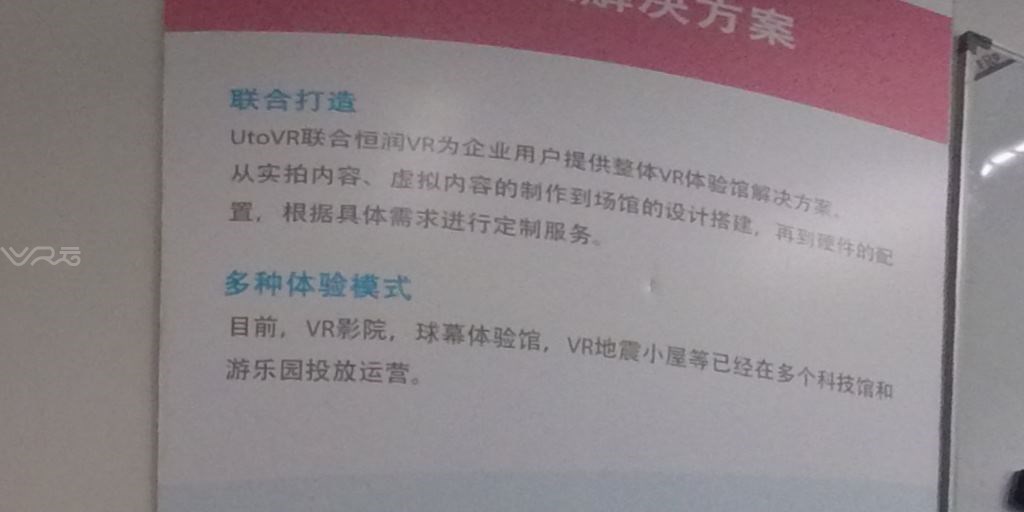 解决方案
联合打造
UtoVR联合恒润VR为企业用户提供整体VR体验馆解决方案。
从实拍内容、虚拟内容的制作到场馆的设计搭建，再到硬件的配
置，根据具体需求进行定制服务。
多种体验模式
目前，VR影院，球幕体验馆，VR地震小屋等已经在多个科技馆和
游乐园投放运营。
VR云